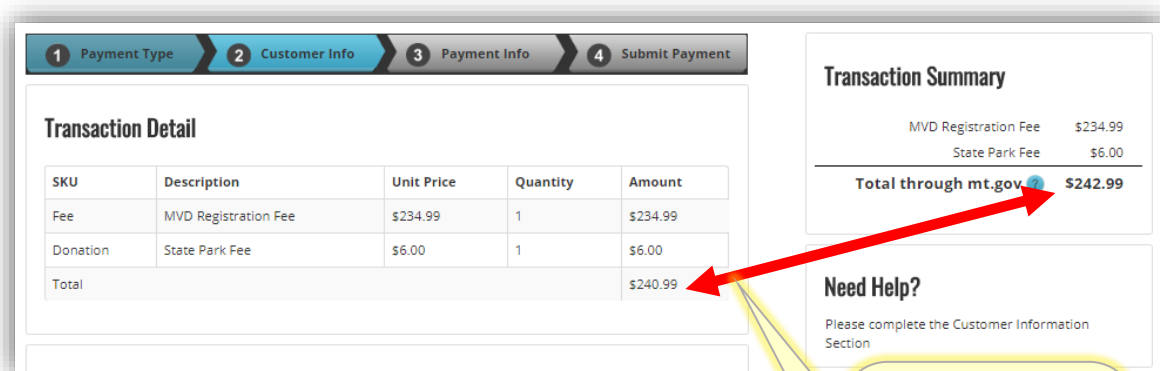 1 Payment Type 2 Customer Info 3 Payment Info 4 Submit Payment
Transaction Detail
SKU Description Unit Price Quantity Amount
Fee MVD Registration Fee $234.99 1 $234.99
Donation State Park Fee $6.00 1 $6.00
Total $240.99
Transaction Summary
MVD Registration Fee $234.99
State Park Fee $6.00
Total through mt.gov ? $242.99
Need Help?
Please complete the Customer Information
Section